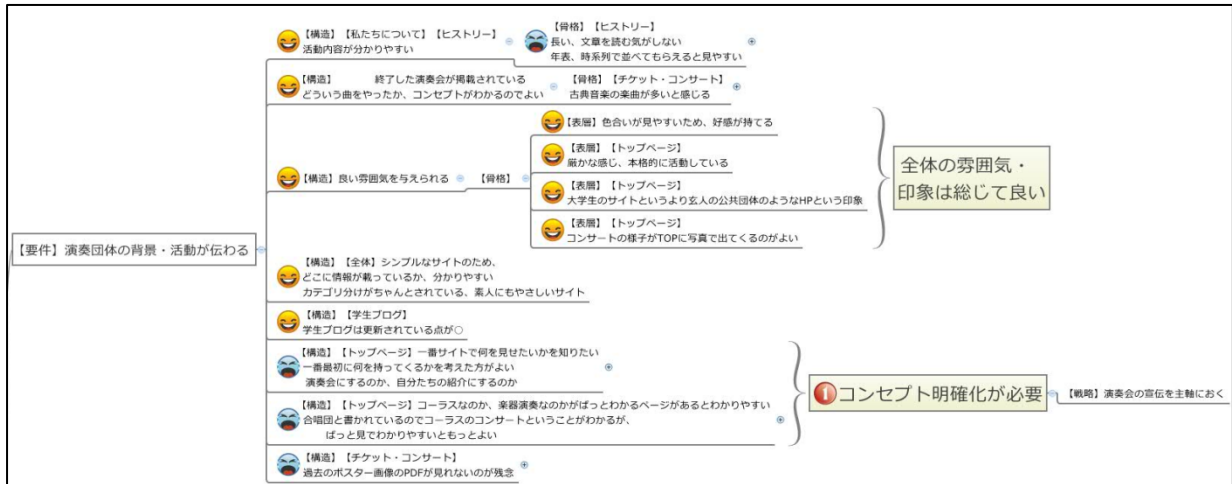 【構造】【私たちについて】【ヒストリー】
活動内容が分かりやすい
【骨格】【ヒストリー】
長い、文章を読む気がしない
年表、時系列で並べてもらえると見やすい
【構造】 終了した演奏会が掲載されている
どういう曲をやったか、コンセプトがわかるのでよい
【骨格】【チケット・コンサート】
古典音楽の楽曲が多いと感じる
【構造】良い雰囲気を与えられる
【骨格】
【表層】色合いが見やすいため、好感が持てる
【表層】【トップページ】
厳かな感じ、本格的に活動している
【表層】【トップページ】
大学生のサイトというより玄人の公共団体のようなHPという印象
【表層】【トップページ】
コンサートの様子がTOPに写真で出てくるのがよい
全体の雰囲気・
印象は総じて良い
【要件】演奏団体の背景・活動が伝わる
【構造】【全体】シンプルなサイトのため、
どこに情報が載っているか、分かりやすい
カテゴリ分けがちゃんとされている、素人にもやさしいサイト
【構造】【学生ブログ】
学生ブログは更新されている点が○
【構造】【トップページ】一番サイトで何を見せたいかを知りたい
一番最初に何を持ってくるかを考えた方がよい
演奏会にするのか、自分たちの紹介にするのか
【構造】【トップページ】コーラスなのか、楽器演奏なのかがぱっとわかるページがあるとわかりやすい
合唱団と書かれているのでコーラスのコンサートということがわかるが、
ぱっと見でわかりやすいともっとよい
1 コンセプト明確化が必要
【戦略】演奏会の宣伝を主軸におく
【構造】【チケット・コンサート】
過去のポスター画像のPDFが見れないのが残念